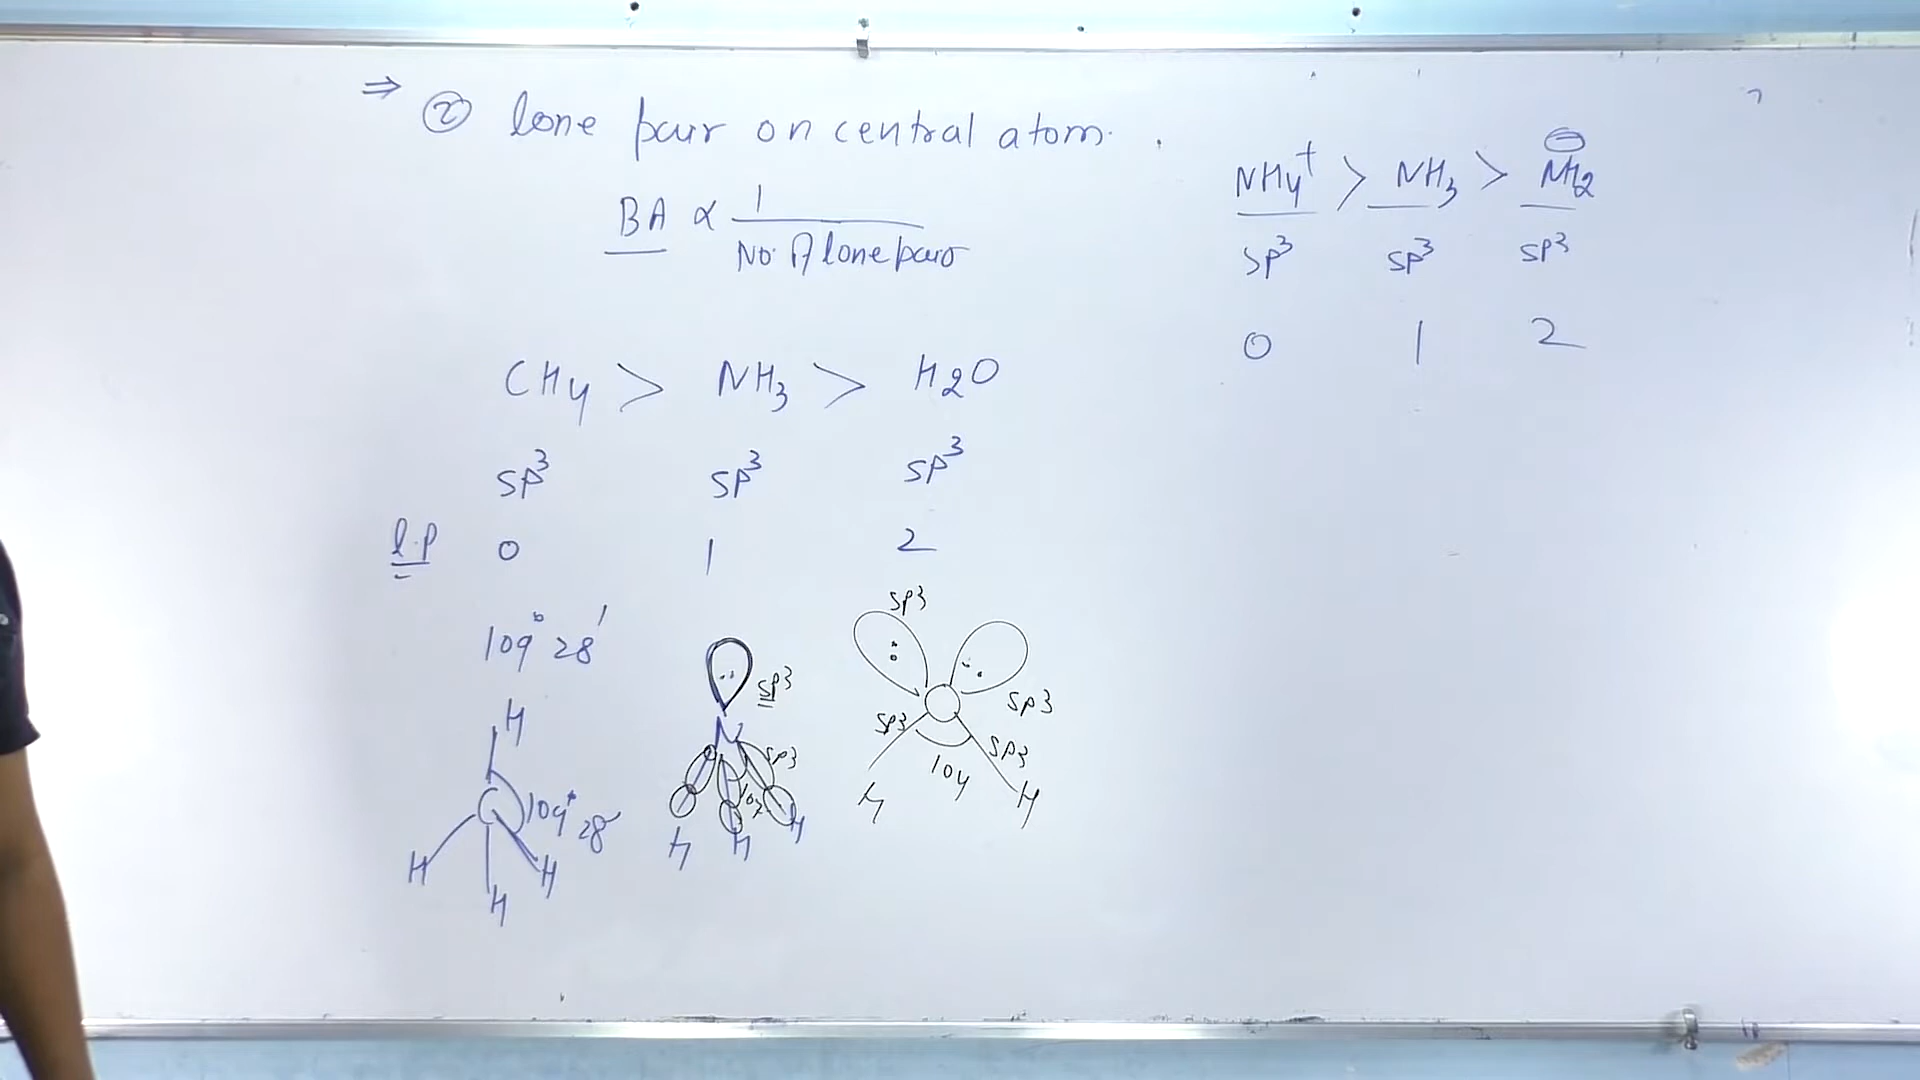 ⇒ ② lone pair on central atom.
BA ∝ 1
No. of lone pairs
CH4 > NH3 > H2O
sp³ sp³ sp³
l.p 0 1 2
109° 28'
sp3
sp3
sp3
sp3
sp3
sp3
N
104
H
C
109° 28'
H H H
H H H
H H
NH4⁺ > NH3 > NH2⊖
sp³ sp³ sp³
0 1 2